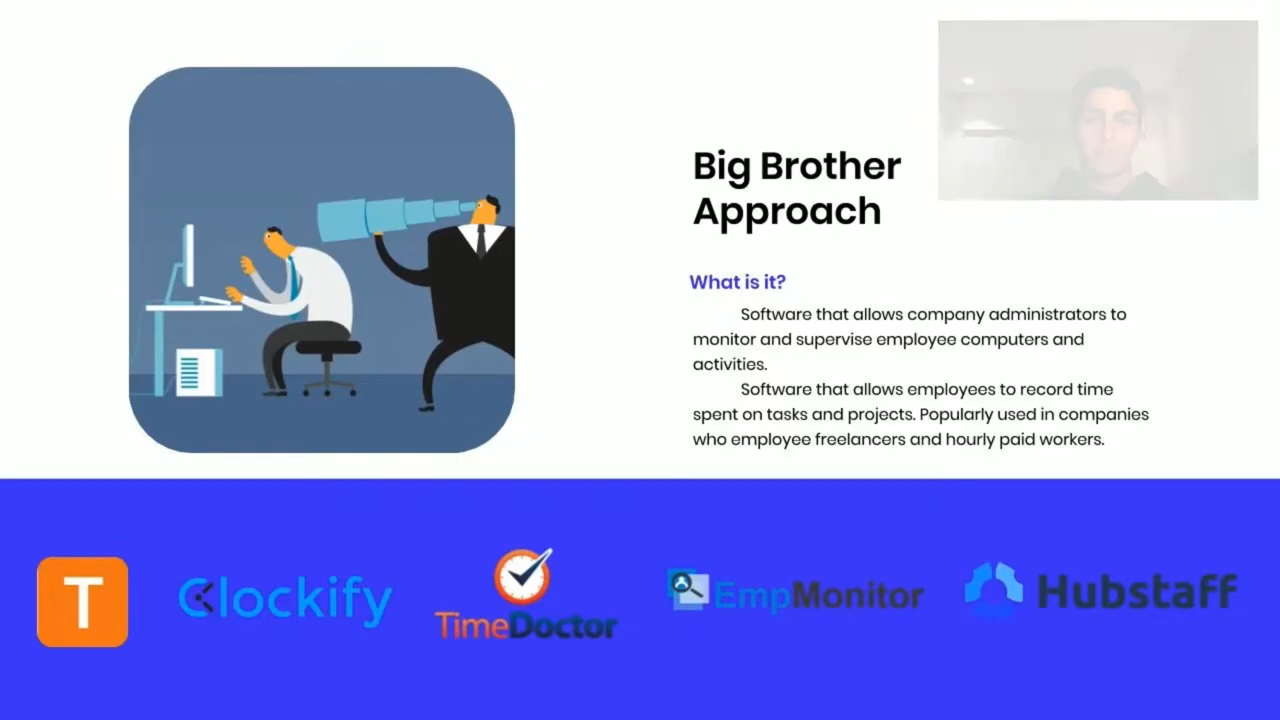 Big Brother
Approach
What is it?
Software that allows company administrators to
monitor and supervise employee computers and
activities.
Software that allows employees to record time
spent on tasks and projects. Popularly used in companies
who employee freelancers and hourly paid workers.
T
Clockify
TimeDoctor
EmpMonitor
Hubstaff